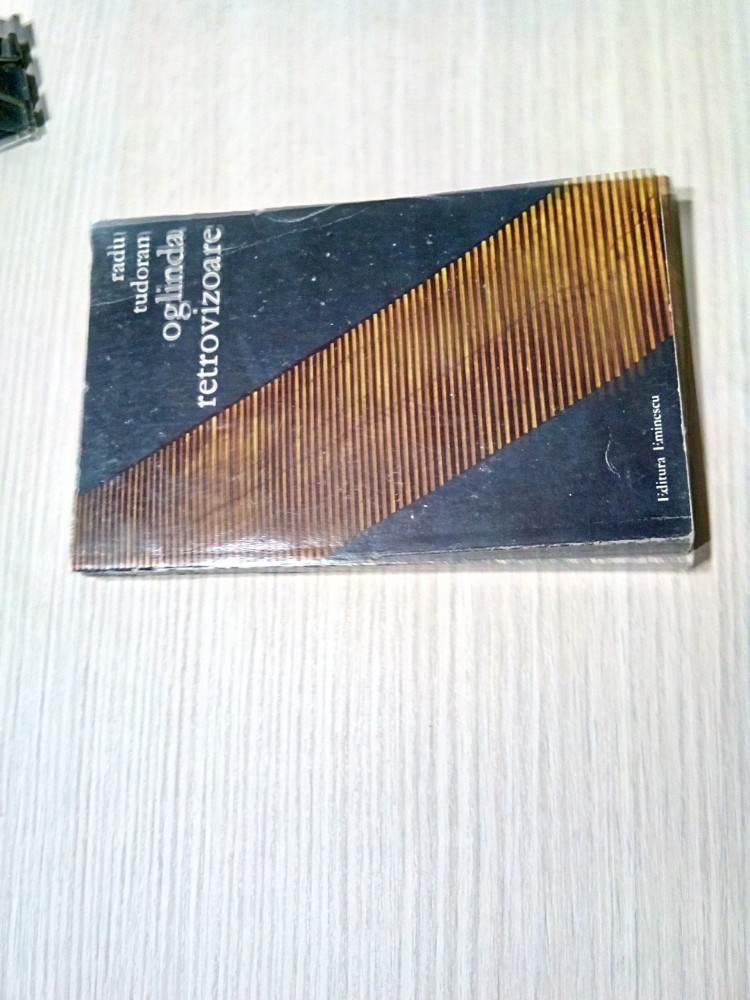 radu
tudoran
oglinda
retrovizoare
Editura Eminescu